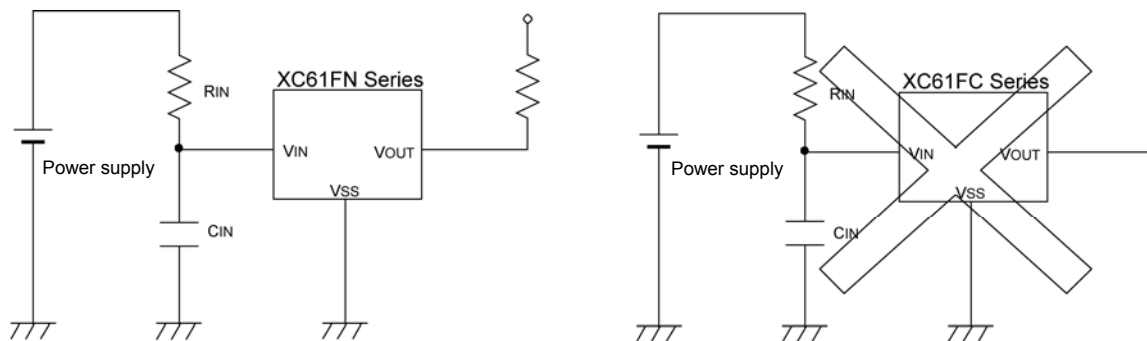 XC61FN Series
RIN
VIN
VOUT
Power supply
VSS
CIN
XC61FC Series
RIN
VIN
VOUT
Power supply
VSS
CIN